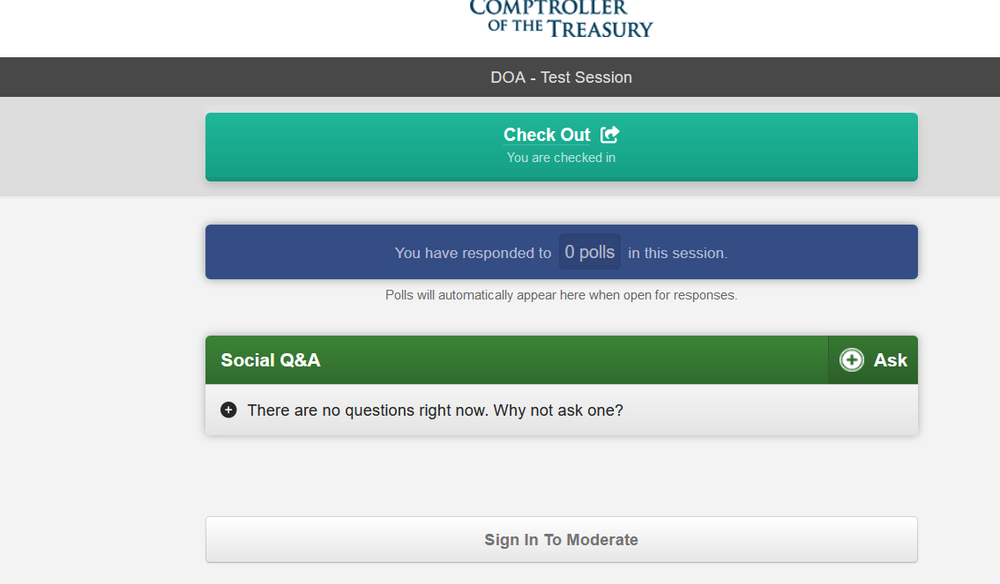 COMPTROLLER
OF THE TREASURY
DOA - Test Session
Check Out
You are checked in
You have responded to 0 polls in this session.
Polls will automatically appear here when open for responses.
Social Q&A Ask
There are no questions right now. Why not ask one?
Sign In To Moderate